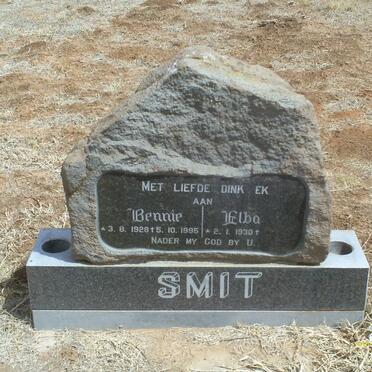 MET LIEFDE DINK EK
AAN
Bennie Elba
* 3. 8. 1928 † 5. 10. 1995 * 2. 1. 1930 †
NADER MY GOD BY U.
SMIT